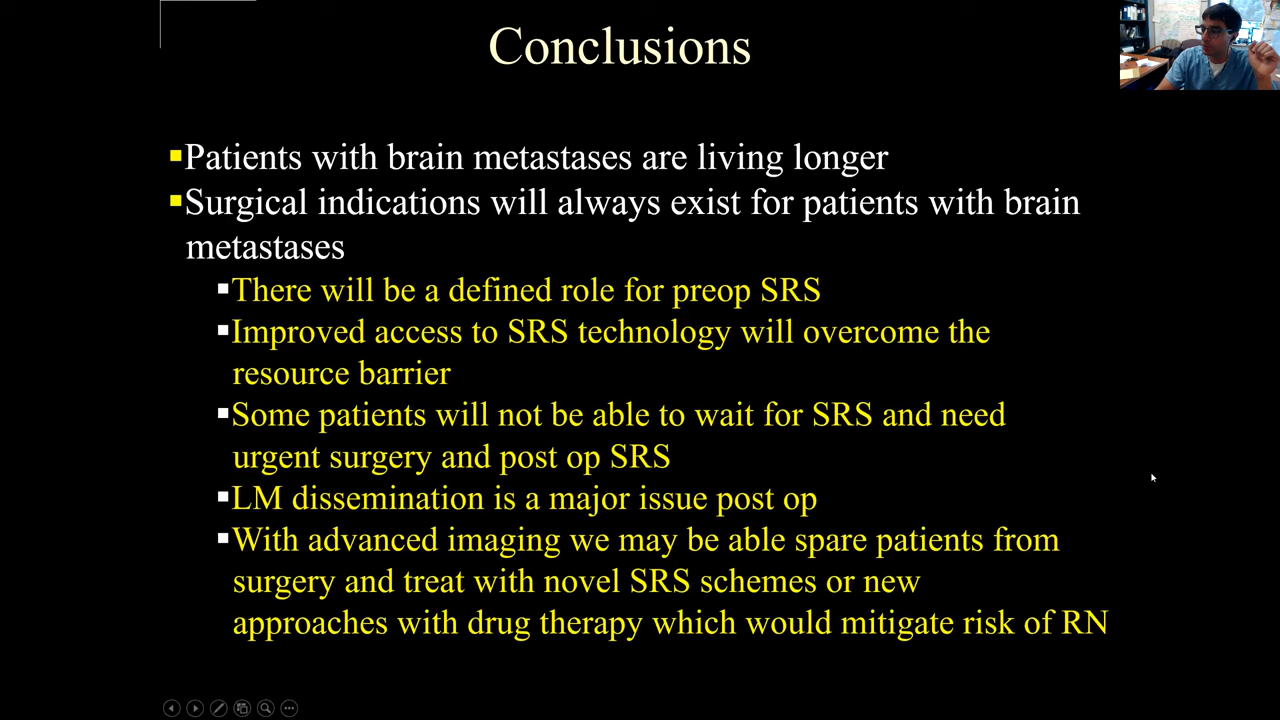 Conclusions
Patients with brain metastases are living longer
Surgical indications will always exist for patients with brain
metastases
There will be a defined role for preop SRS
Improved access to SRS technology will overcome the
resource barrier
Some patients will not be able to wait for SRS and need
urgent surgery and post op SRS
LM dissemination is a major issue post op
With advanced imaging we may be able spare patients from
surgery and treat with novel SRS schemes or new
approaches with drug therapy which would mitigate risk of RN